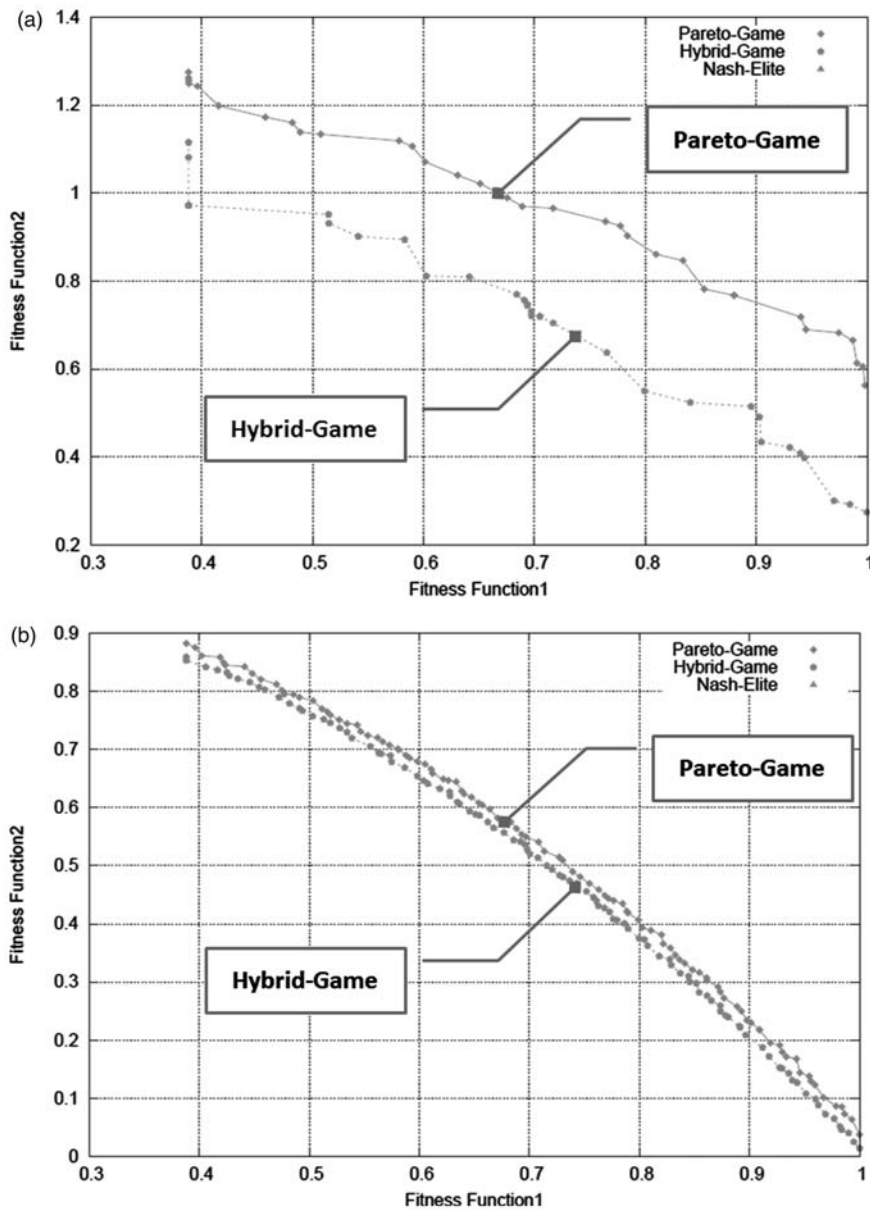 (a)
1.4
1.2
1
0.8
0.6
0.4
0.2
Fitness Function2
Pareto-Game
Hybrid-Game
Nash-Elite
Pareto-Game
Hybrid-Game
0.3 0.4 0.5 0.6 0.7 0.8 0.9 1
Fitness Function1
(b)
0.9
0.8
0.7
0.6
0.5
0.4
0.3
0.2
0.1
0
Fitness Function2
Pareto-Game
Hybrid-Game
Nash-Elite
Pareto-Game
Hybrid-Game
0.3 0.4 0.5 0.6 0.7 0.8 0.9 1
Fitness Function1